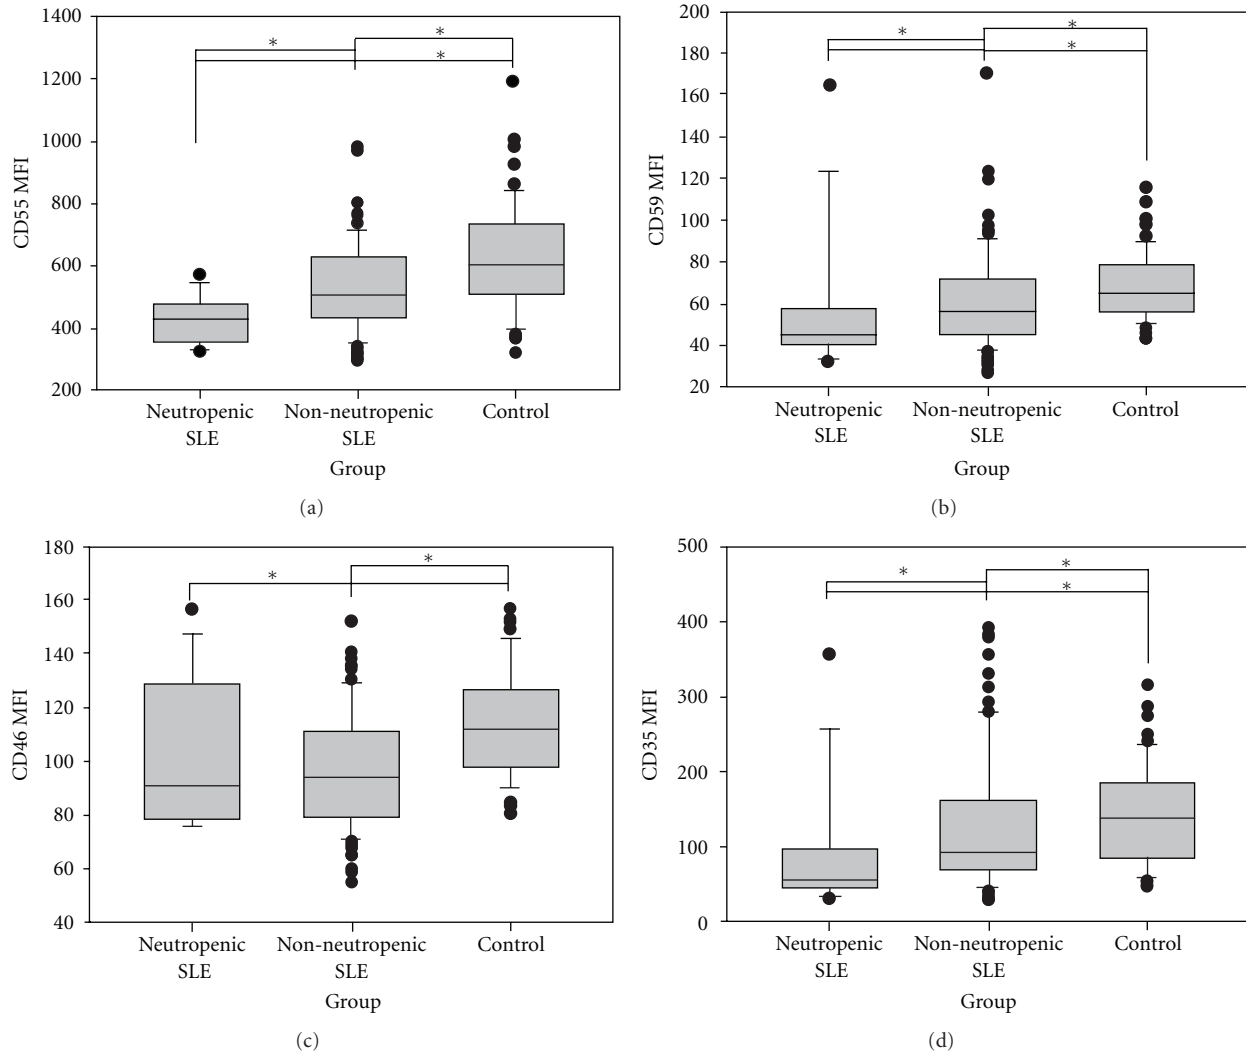 1400
1200
1000
800
600
400
200
CD55 MFI
*
*
*
Neutropenic
SLE
Non-neutropenic
SLE
Control
Group
(a)
200
180
160
140
120
100
80
60
40
20
CD59 MFI
*
*
*
Neutropenic
SLE
Non-neutropenic
SLE
Control
Group
(b)
180
160
140
120
100
80
60
40
CD46 MFI
*
*
Neutropenic
SLE
Non-neutropenic
SLE
Control
Group
(c)
500
400
300
200
100
0
CD35 MFI
*
*
*
Neutropenic
SLE
Non-neutropenic
SLE
Control
Group
(d)